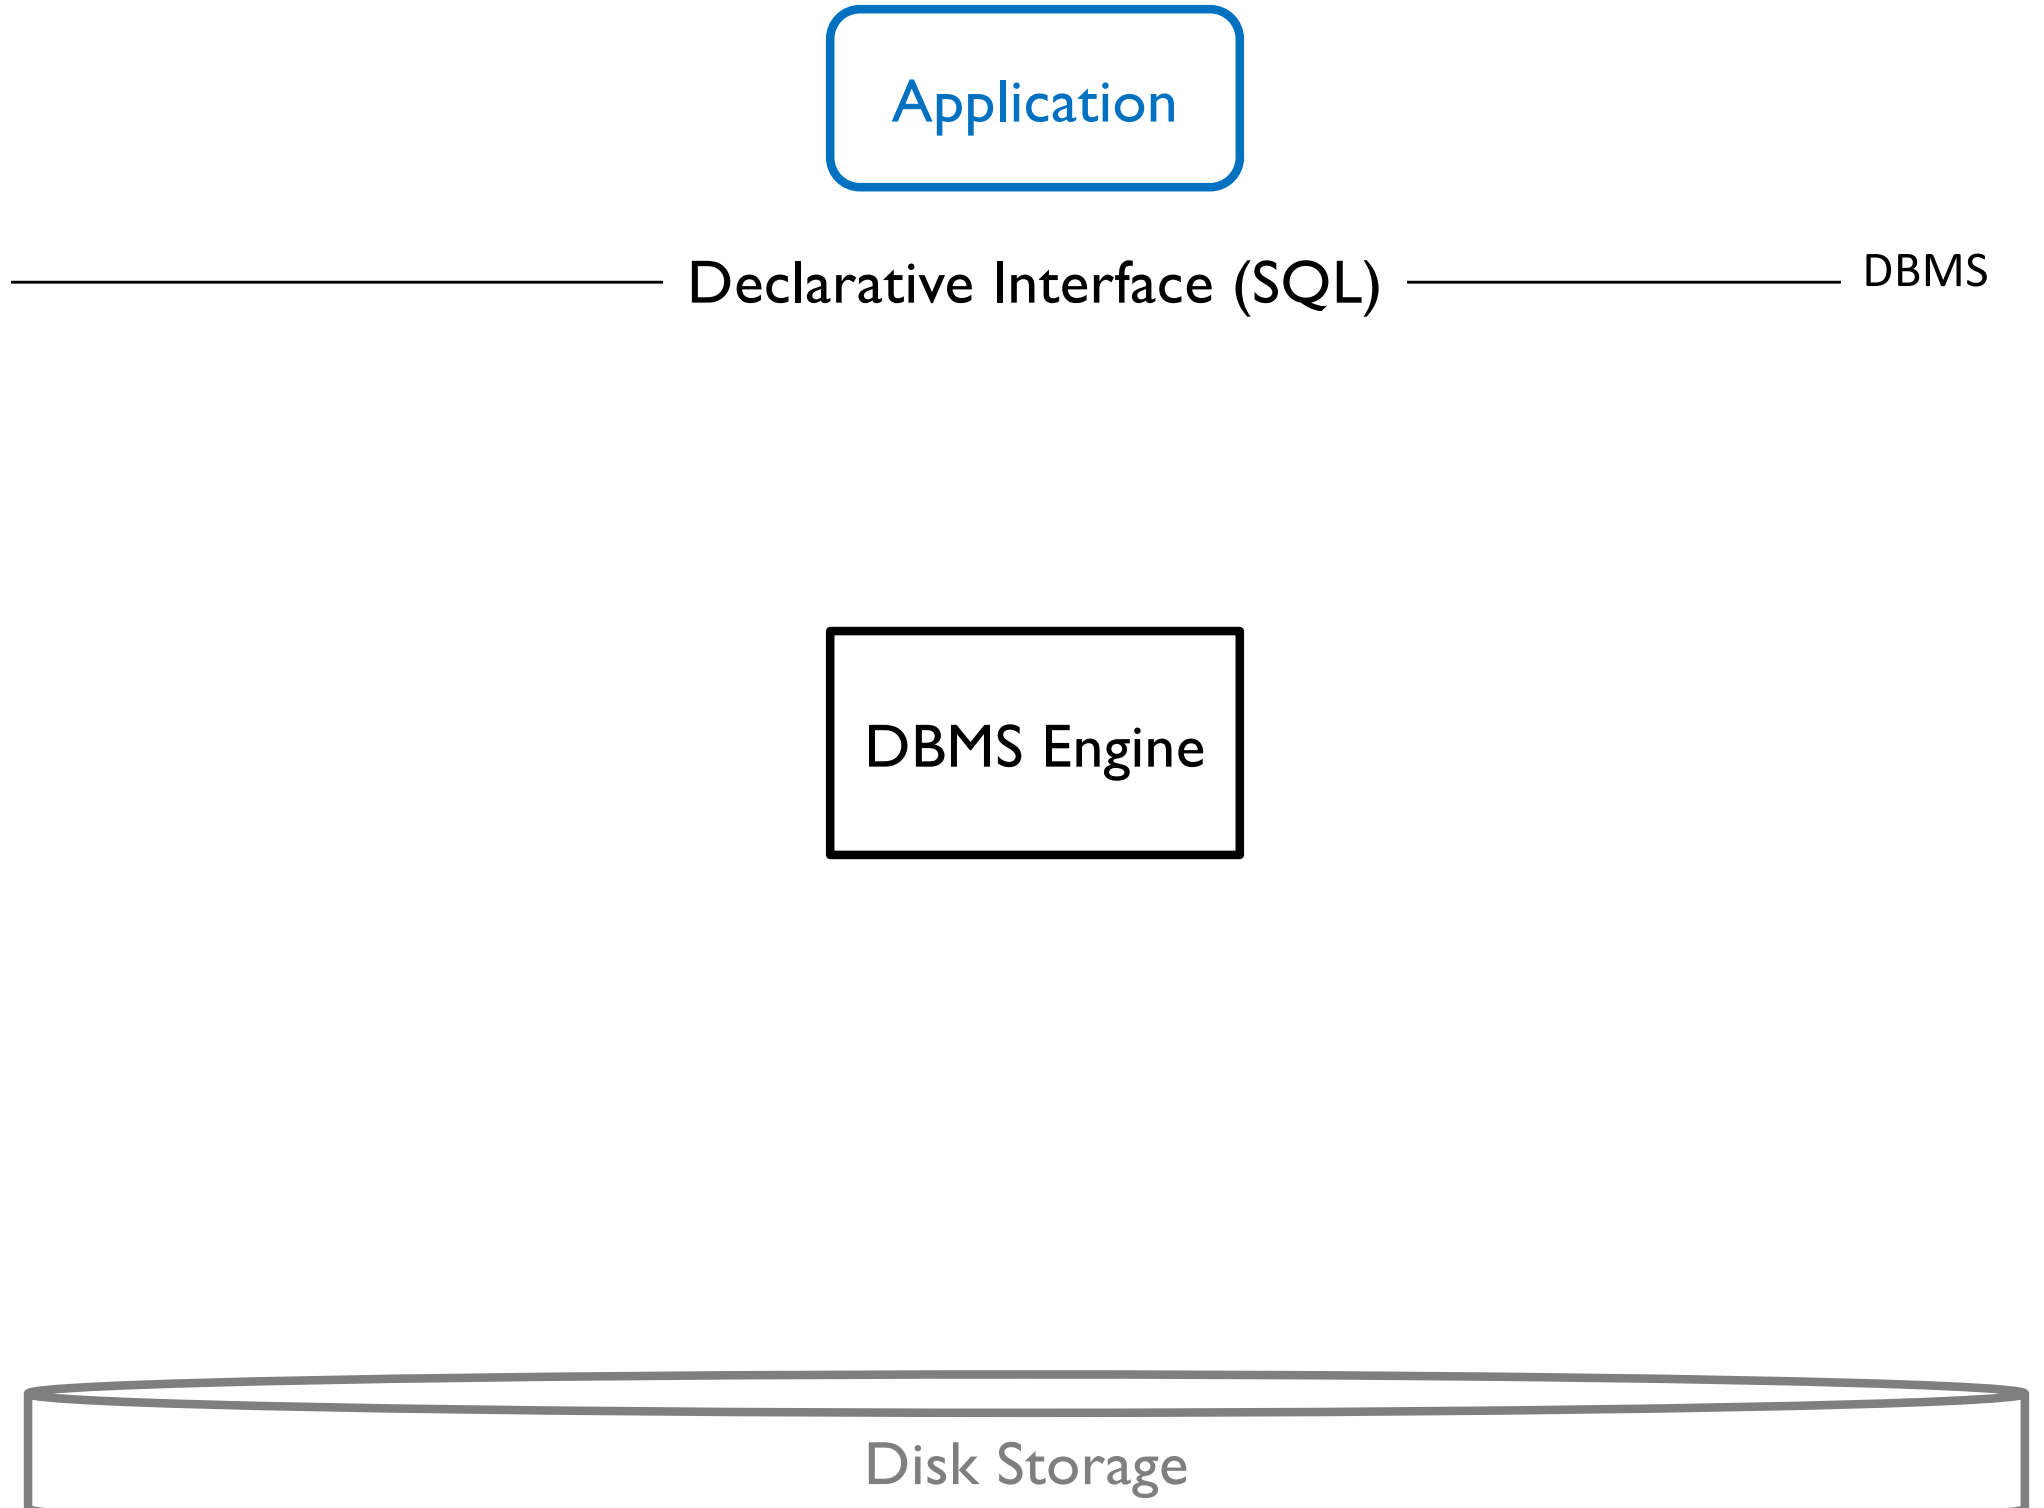 Application
Declarative Interface (SQL)
DBMS
DBMS Engine
Disk Storage